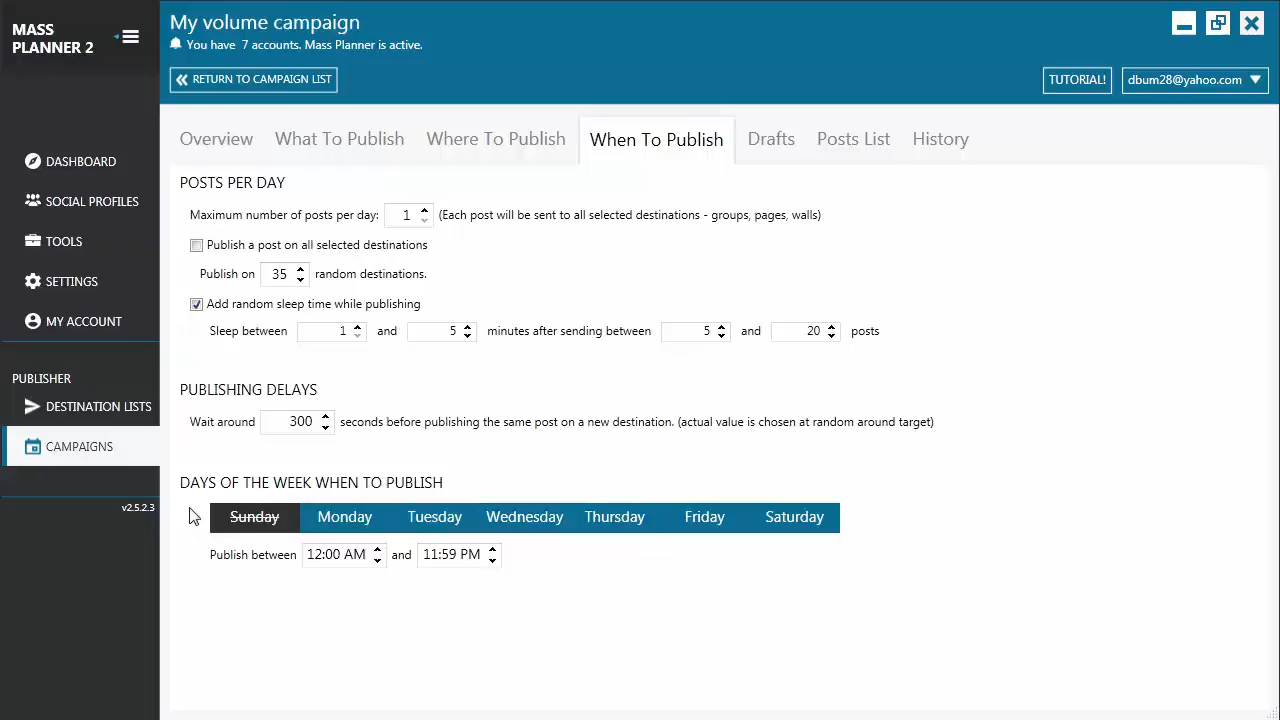 MASS
PLANNER 2
My volume campaign
You have 7 accounts. Mass Planner is active.
RETURN TO CAMPAIGN LIST
TUTORIAL!
dbum28@yahoo.com
DASHBOARD
SOCIAL PROFILES
TOOLS
SETTINGS
MY ACCOUNT
PUBLISHER
DESTINATION LISTS
CAMPAIGNS
v2.5.2.3
Overview What To Publish Where To Publish When To Publish Drafts Posts List History
POSTS PER DAY
Maximum number of posts per day: 1 (Each post will be sent to all selected destinations - groups, pages, walls)
Publish a post on all selected destinations
Publish on 35 random destinations.
Add random sleep time while publishing
Sleep between 1 and 5 minutes after sending between 5 and 20 posts
PUBLISHING DELAYS
Wait around 300 seconds before publishing the same post on a new destination. (actual value is chosen at random around target)
DAYS OF THE WEEK WHEN TO PUBLISH
Sunday Monday Tuesday Wednesday Thursday Friday Saturday
Publish between 12:00 AM and 11:59 PM